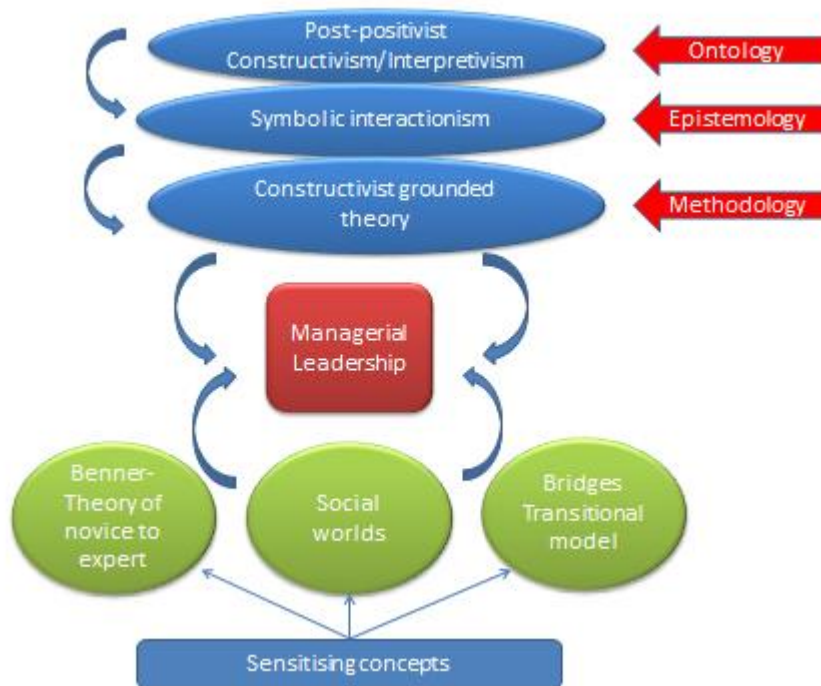 Post-positivist
Constructivism/Interpretivism
Ontology
Symbolic interactionism
Epistemology
Constructivist grounded
theory
Methodology
Managerial
Leadership
Benner-
Theory of
novice to
expert
Social
worlds
Bridges
Transitional
model
Sensitising concepts